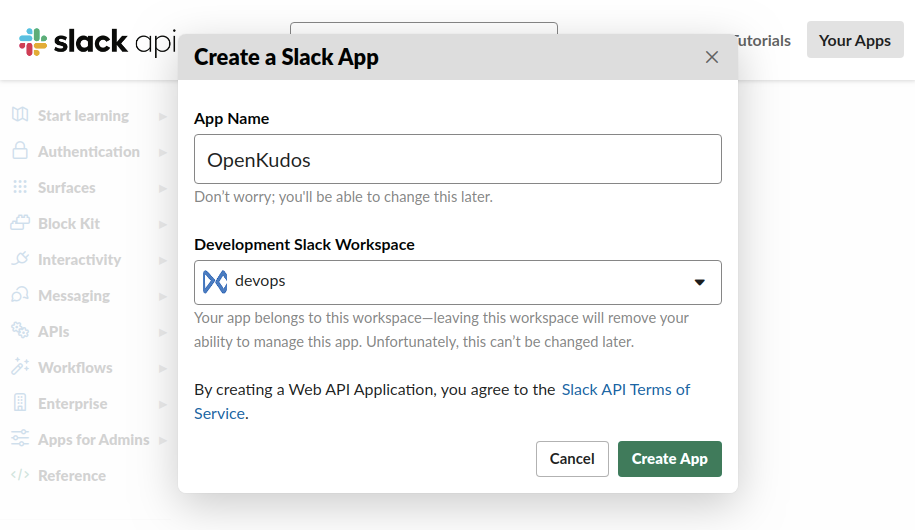 slack api
Tutorials
Your Apps
Create a Slack App
Start learning
Authentication
Surfaces
Block Kit
Interactivity
Messaging
APIs
Workflows
Enterprise
Apps for Admins
Reference
App Name
OpenKudos
Don't worry; you'll be able to change this later.
Development Slack Workspace
devops
Your app belongs to this workspace—leaving this workspace will remove your
ability to manage this app. Unfortunately, this can't be changed later.
By creating a Web API Application, you agree to the Slack API Terms of
Service.
Cancel
Create App